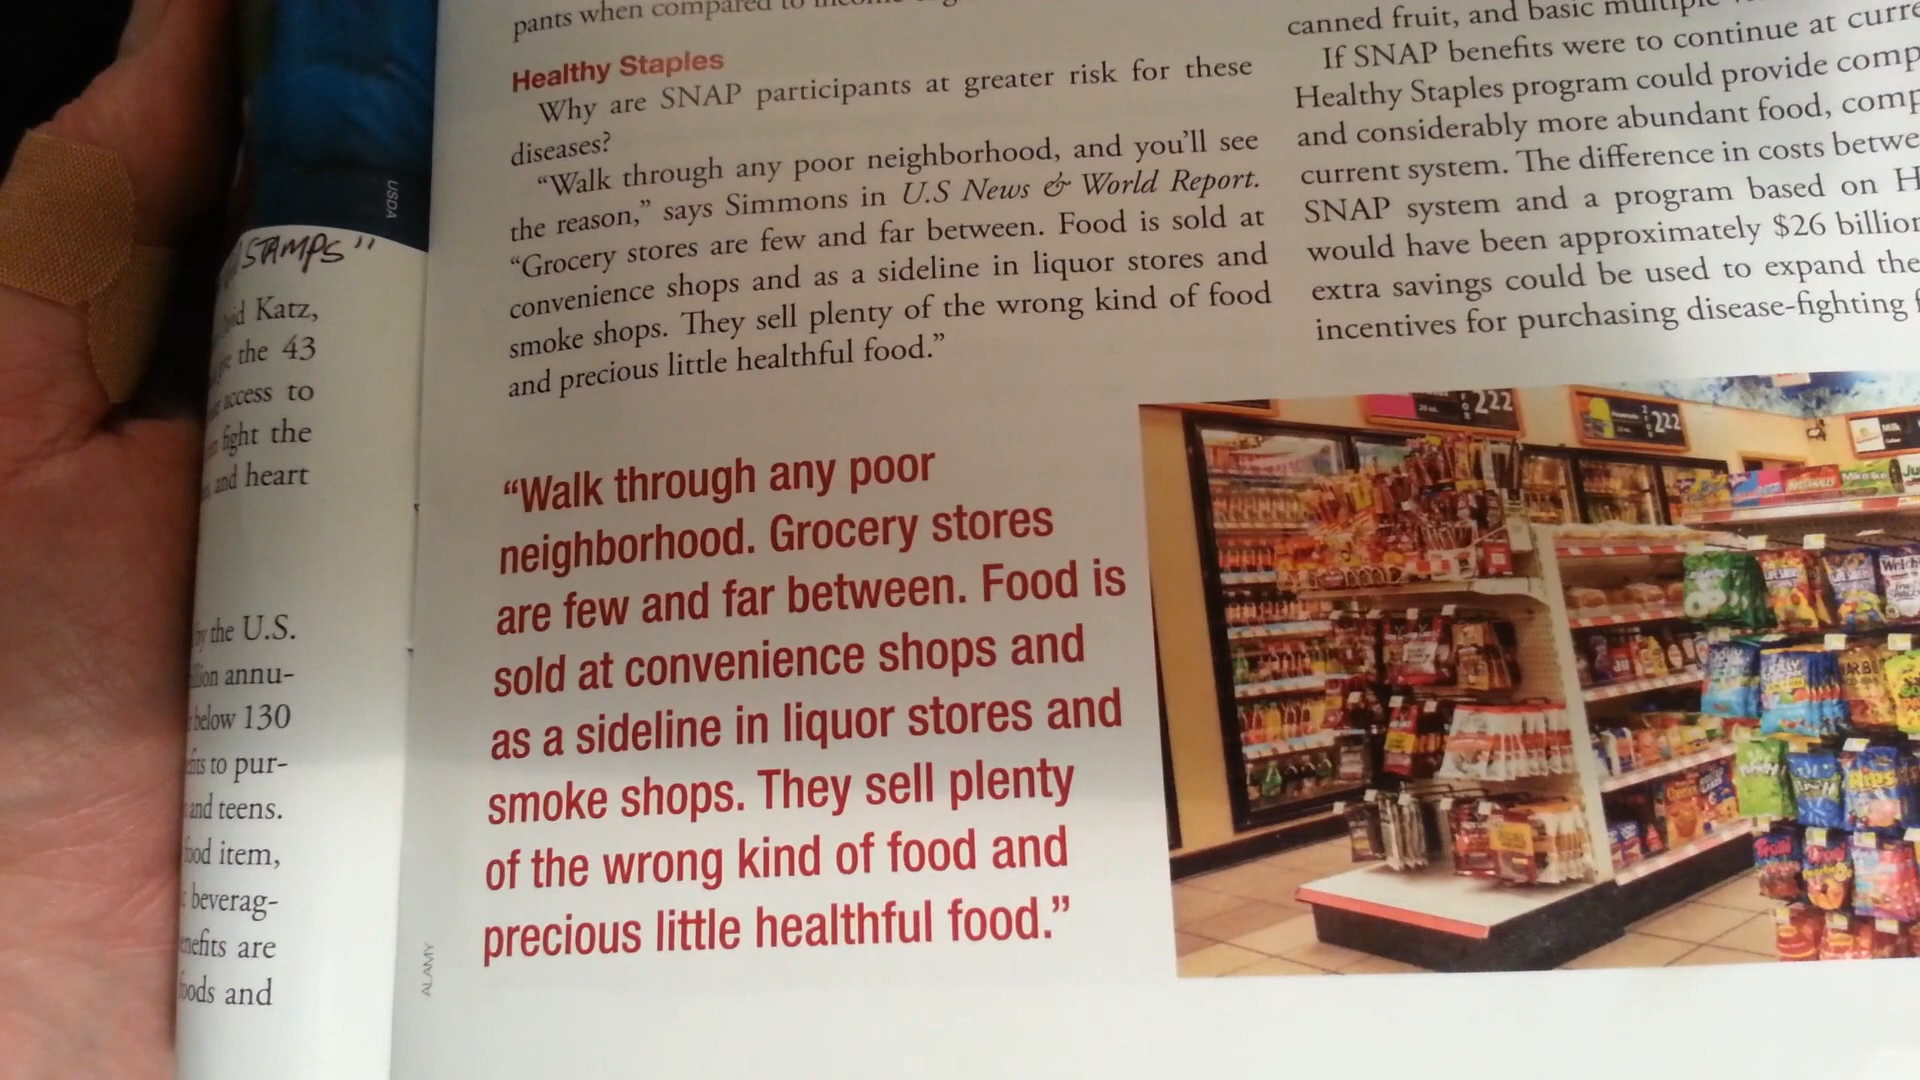 STAMPS"
Katz,
the 43
access to
fight the
and heart
by the U.S.
annu-
below 130
to pur-
and teens.
food item,
beverag-
are
and
USDA
pants when compared to
Healthy Staples
Why are SNAP participants at greater risk for these
diseases?
“Walk through any poor neighborhood, and you’ll see
the reason,” says Simmons in U.S News & World Report.
“Grocery stores are few and far between. Food is sold at
convenience shops and as a sideline in liquor stores and
smoke shops. They sell plenty of the wrong kind of food
and precious little healthful food.”
“Walk through any poor
neighborhood. Grocery stores
are few and far between. Food is
sold at convenience shops and
as a sideline in liquor stores and
smoke shops. They sell plenty
of the wrong kind of food and
precious little healthful food.”
ALAMY
canned fruit, and basic
If SNAP benefits were to continue at
Healthy Staples program could provide
and considerably more abundant food,
current system. The difference in costs
SNAP system and a program based on H
would have been approximately $26
extra savings could be used to expand the
incentives for purchasing disease-fighting
222
222
Milk